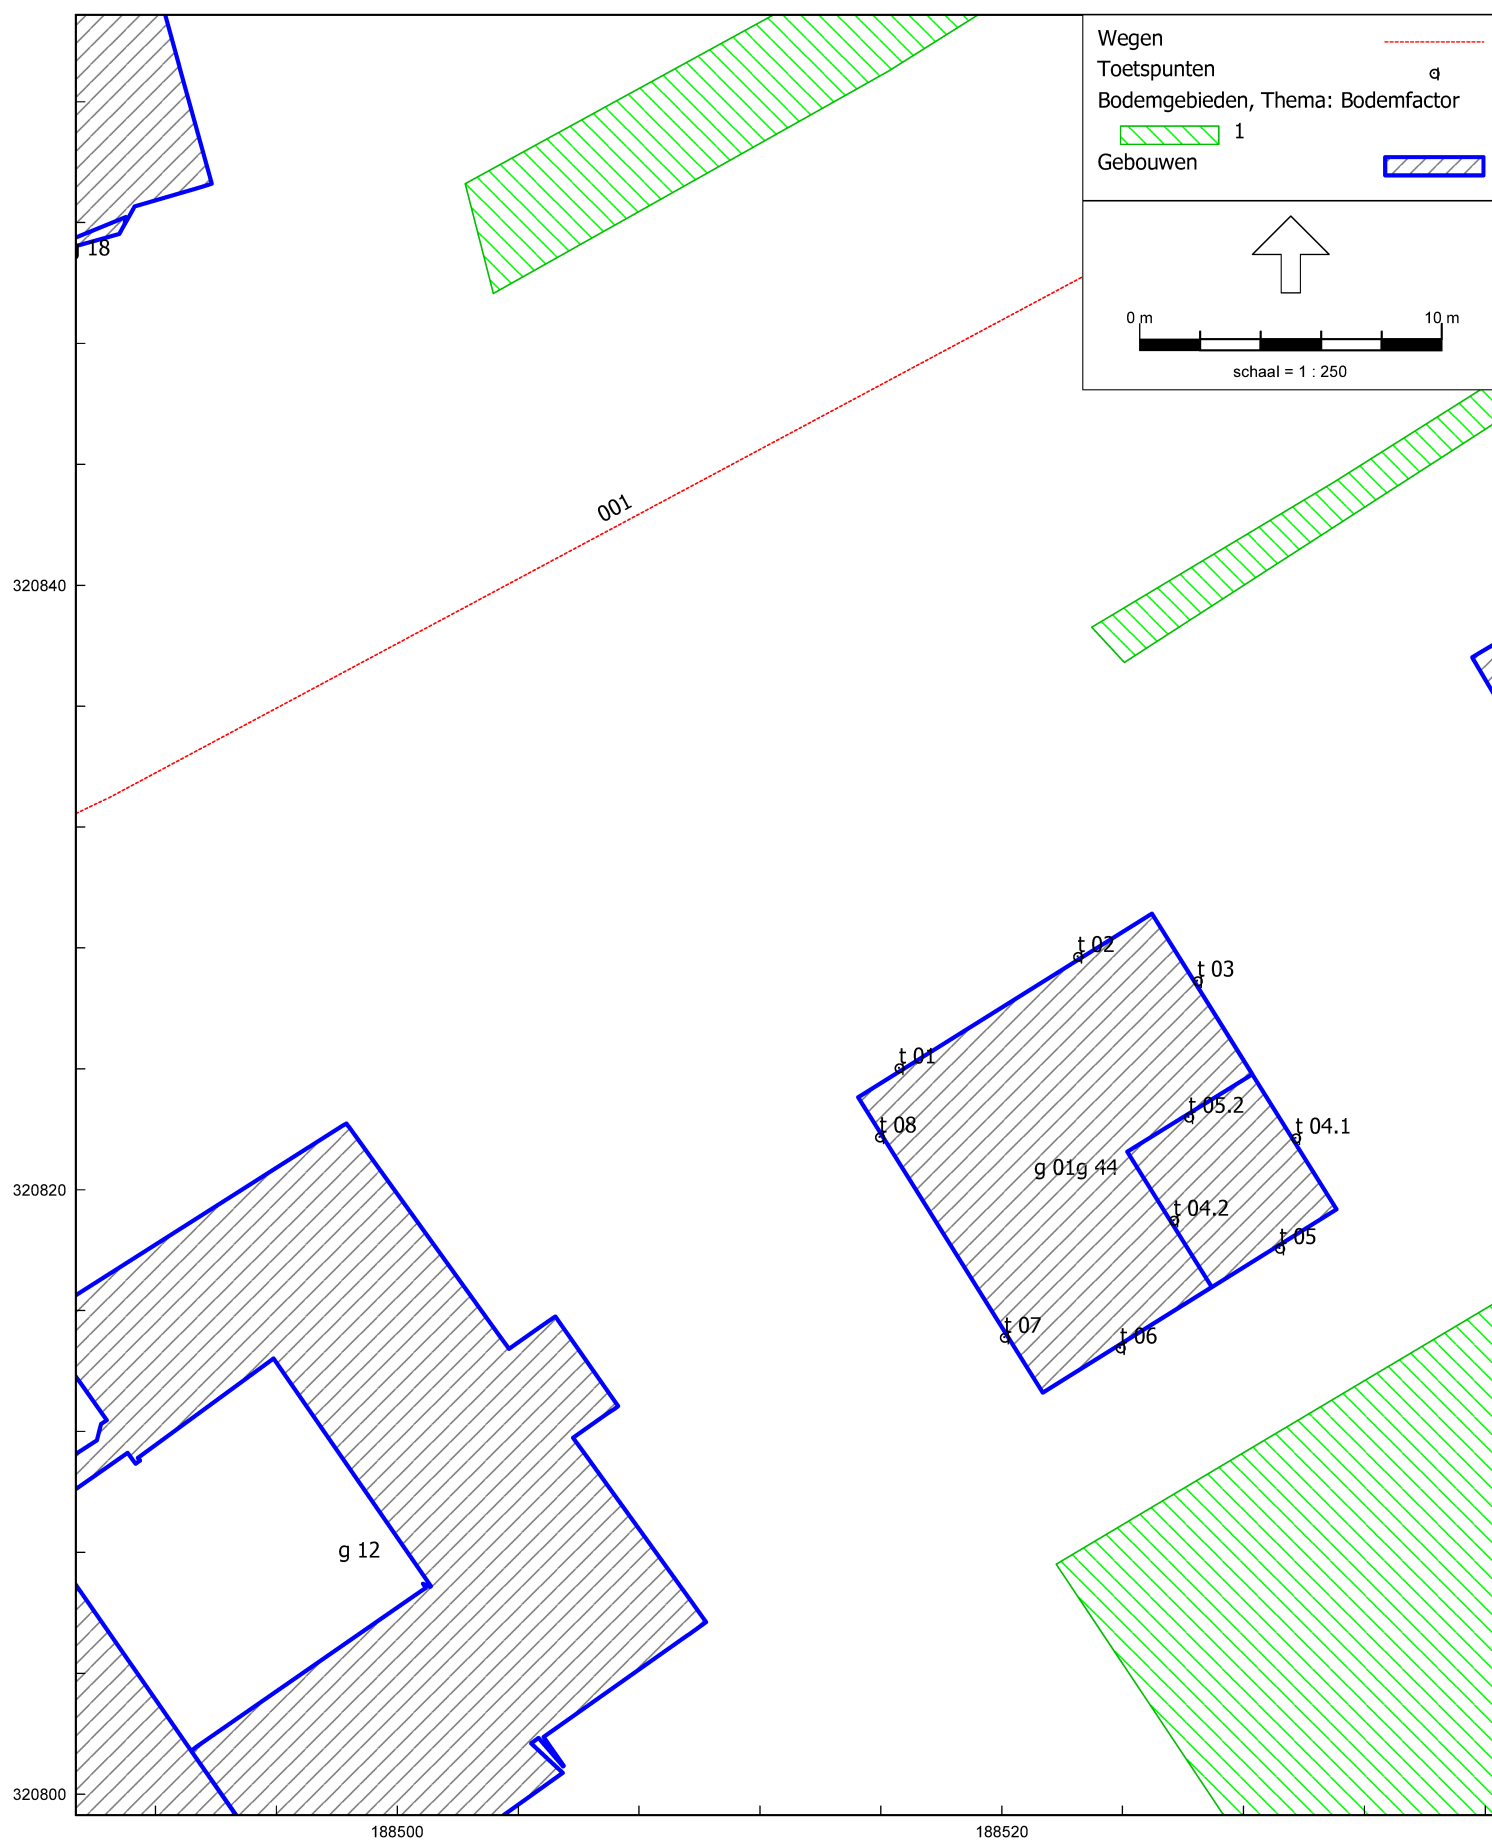 Wegen
Toetspunten
Bodemgebieden, Thema: Bodemfactor
1
Gebouwen
0 m 10 m
schaal = 1 : 250
18
001
320840
t 02
t 03
t 01
t 05.2
t 08
t 04.1
g 01g 44
320820
t 04.2
t 05
t 07
t 06
g 12
320800
188500 188520